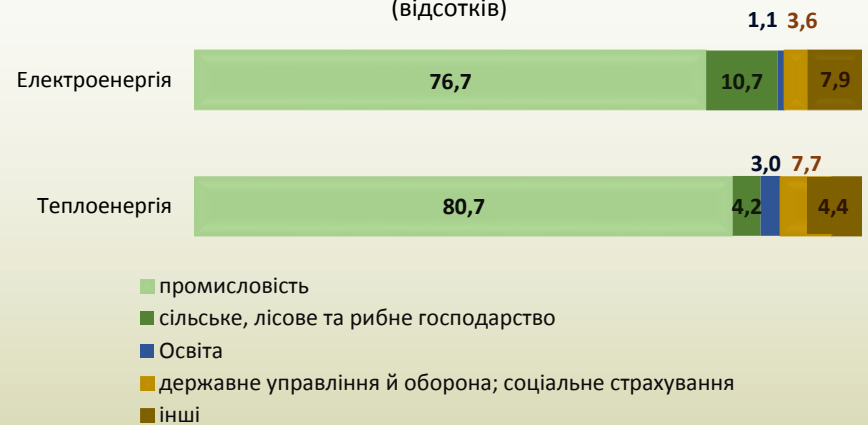 (відсотків)
1,1 3,6
Електроенергія 76,7 10,7 7,9
3,0 7,7
Теплоенергія 80,7 4,2 4,4
промисловість
сільське, лісове та рибне господарство
Освіта
державне управління й оборона; соціальне страхування
інші